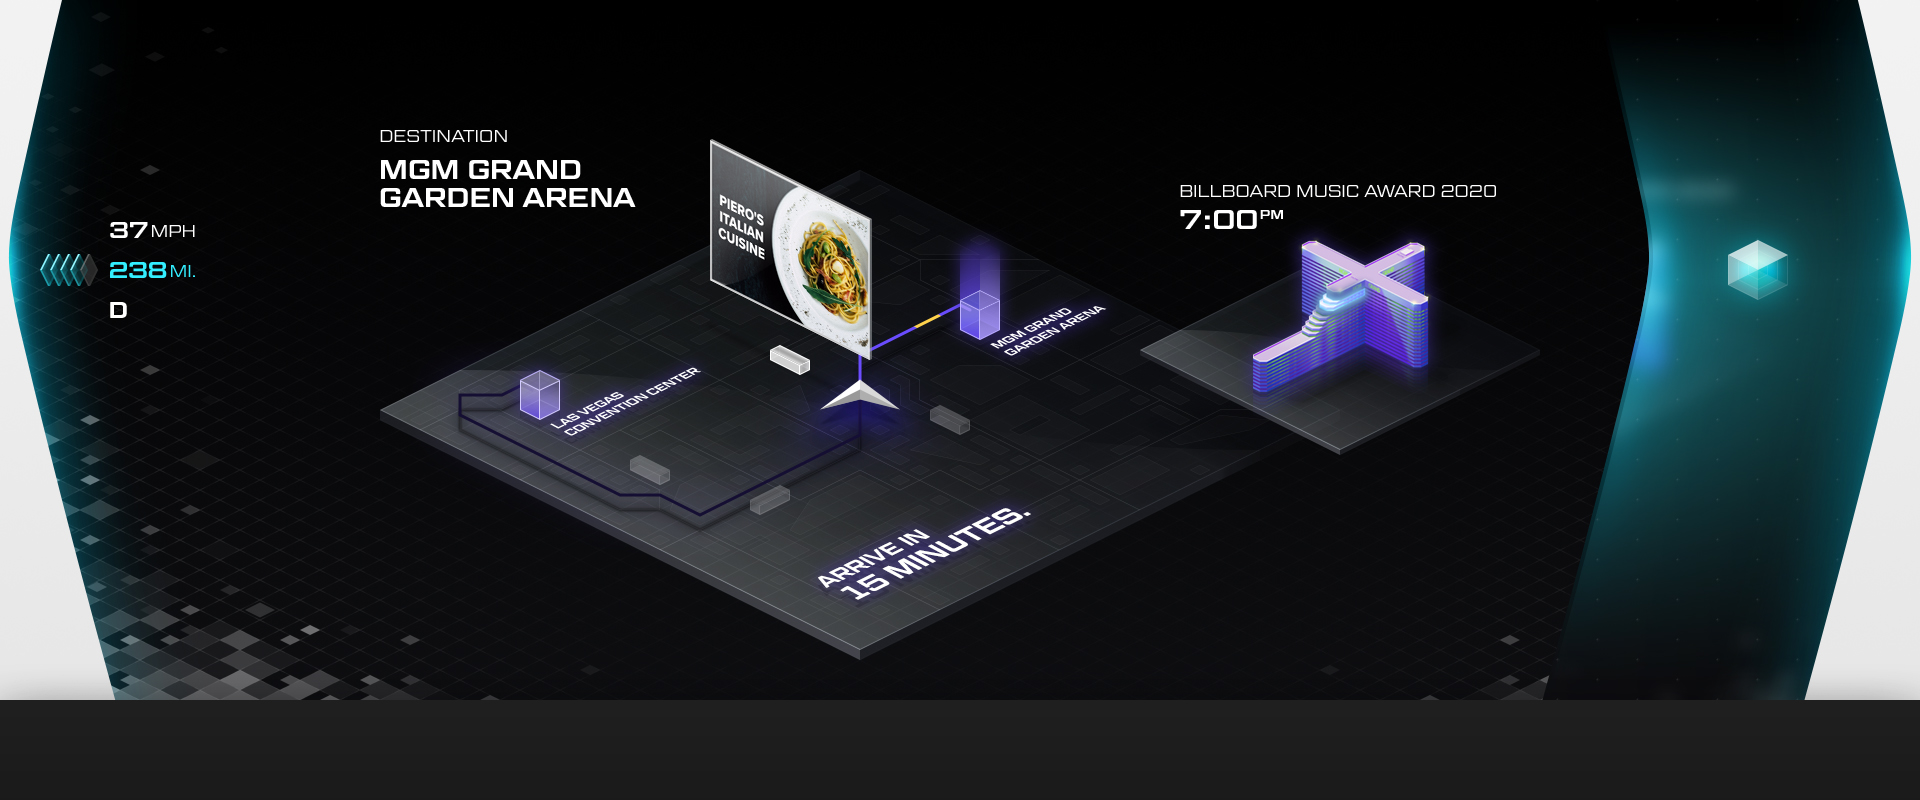 DESTINATION
MGM GRAND
GARDEN ARENA
37 MPH
238 MI.
D
PIERO'S
ITALIAN
CUISINE
BILLBOARD MUSIC AWARD 2020
7:00PM
MGM GRAND
GARDEN ARENA
LAS VEGAS
CONVENTION CENTER
ARRIVE IN
15 MINUTES.